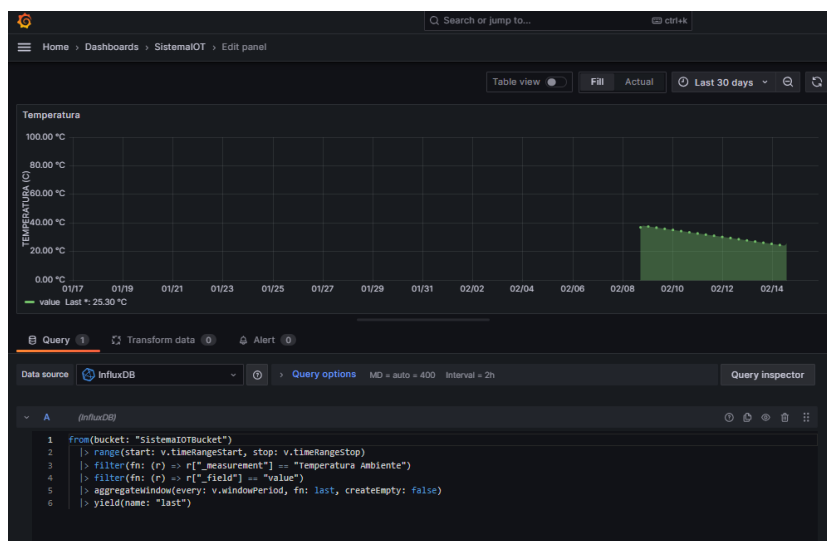 Search or jump to... ctrl+k
Home › Dashboards › SistemaIOT › Edit panel
Table view Fill Actual Last 30 days
Temperatura
100.00 °C
80.00 °C
60.00 °C
40.00 °C
20.00 °C
0.00 °C
TEMPERATURA (C)
01/17 01/19 01/21 01/23 01/25 01/27 01/29 01/31 02/02 02/04 02/06 02/08 02/10 02/12 02/14
value Last *: 25.30 °C
Query 1 Transform data 0 Alert 0
Data source InfluxDB › Query options MD = auto = 400 Interval = 2h Query inspector
A (InfluxDB)
1 from(bucket: "SistemaIOTBucket")
2 |> range(start: v.timeRangeStart, stop: v.timeRangeStop)
3 |> filter(fn: (r) => r["_measurement"] == "Temperatura Ambiente")
4 |> filter(fn: (r) => r["_field"] == "value")
5 |> aggregateWindow(every: v.windowPeriod, fn: last, createEmpty: false)
6 |> yield(name: "last")